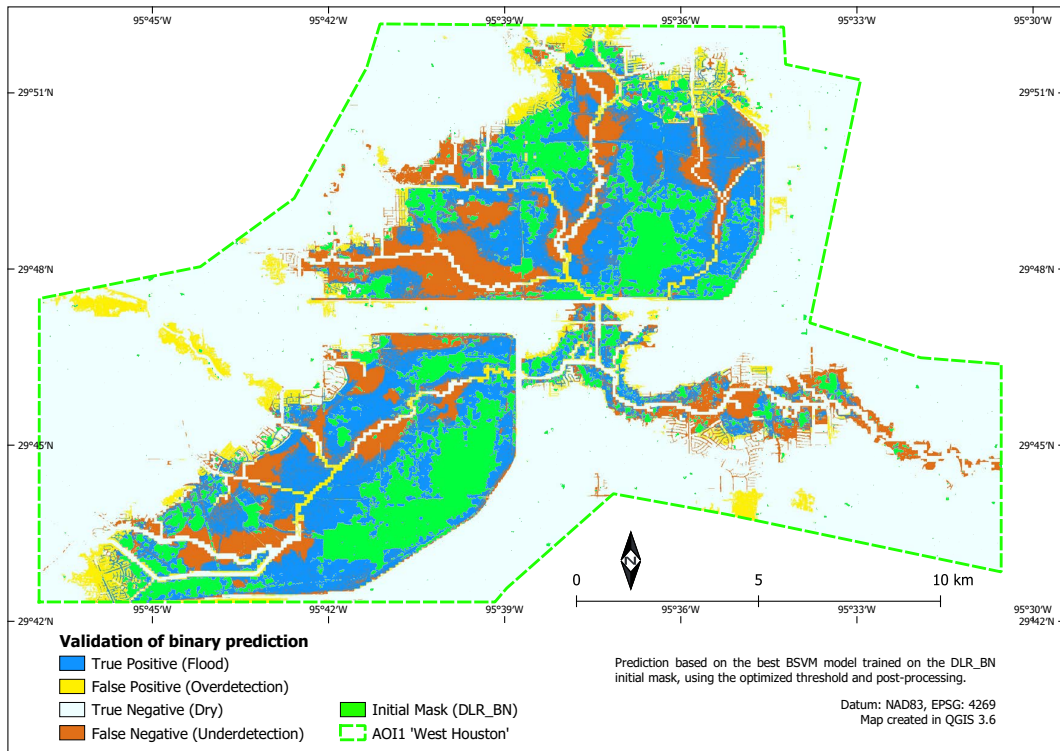 95°45'W 95°42'W 95°39'W 95°36'W 95°33'W 95°30'W
29°51'N 29°51'N
29°48'N 29°48'N
29°45'N 29°45'N
N
0 5 10 km
95°45'W 95°42'W 95°39'W 95°36'W 95°33'W 95°30'W
29°42'N 29°42'N
Validation of binary prediction
True Positive (Flood)
False Positive (Overdetection)
True Negative (Dry)
False Negative (Underdetection)
Initial Mask (DLR_BN)
AOI1 'West Houston'
Prediction based on the best BSVM model trained on the DLR_BN
initial mask, using the optimized threshold and post-processing.
Datum: NAD83, EPSG: 4269
Map created in QGIS 3.6